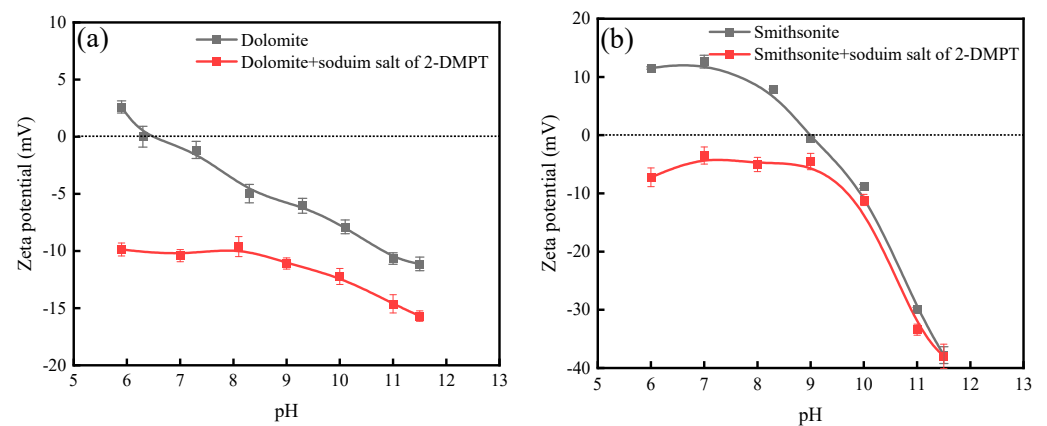 (a)
Dolomite
Dolomite+soduim salt of 2-DMPT
Zeta potential (mV)
10
5
0
-5
-10
-15
-20
5 6 7 8 9 10 11 12 13
pH
(b)
Smithsonite
Smithsonite+soduim salt of 2-DMPT
Zeta potential (mV)
20
10
0
-10
-20
-30
-40
5 6 7 8 9 10 11 12 13
pH